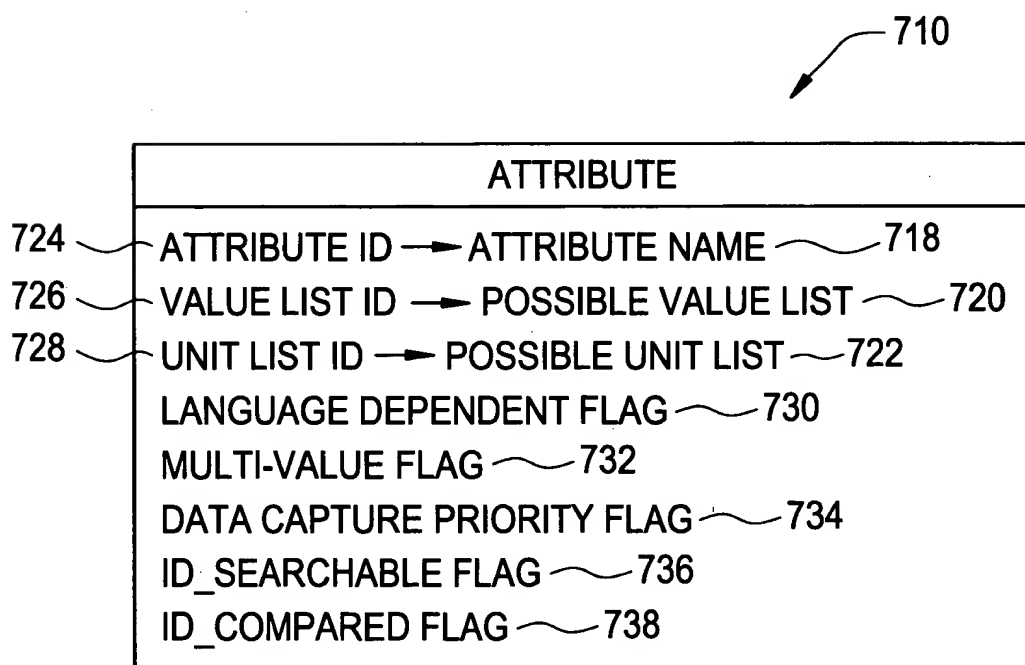 710
ATTRIBUTE
724 ATTRIBUTE ID → ATTRIBUTE NAME 718
726 VALUE LIST ID → POSSIBLE VALUE LIST 720
728 UNIT LIST ID → POSSIBLE UNIT LIST 722
LANGUAGE DEPENDENT FLAG 730
MULTI-VALUE FLAG 732
DATA CAPTURE PRIORITY FLAG 734
ID_SEARCHABLE FLAG 736
ID_COMPARED FLAG 738